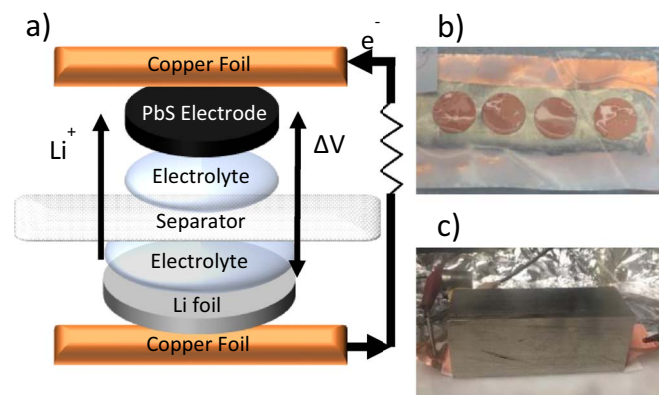 a)
e-
Copper Foil
PbS Electrode
Li+
ΔV
Electrolyte
Separator
Electrolyte
Li foil
Copper Foil
b)
c)